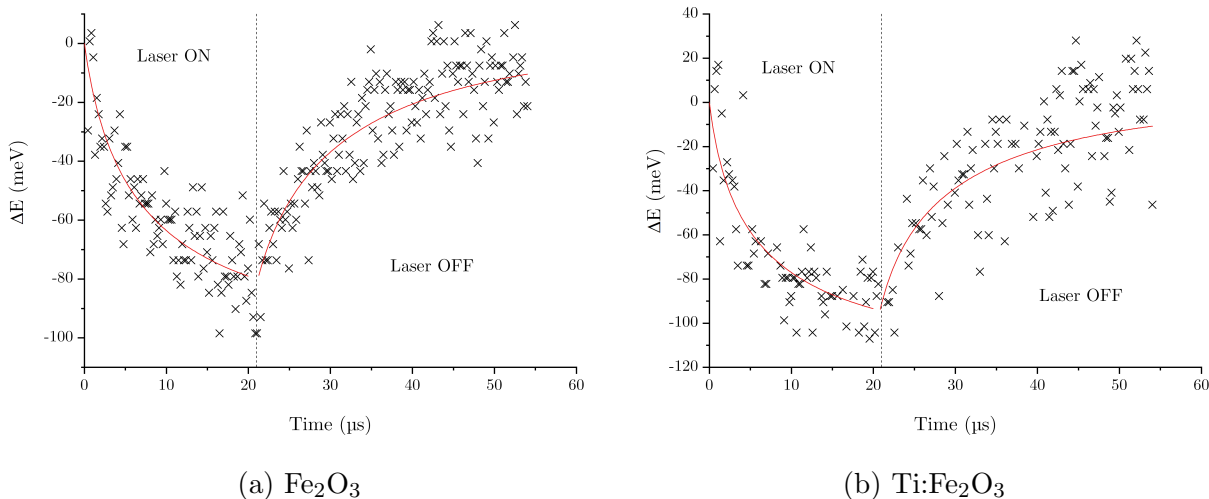 0
-20
-40
-60
-80
-100
0
10
20
30
40
50
60
ΔE (meV)
Time (µs)
Laser ON
Laser OFF
(a) Fe₂O₃
40
20
0
-20
-40
-60
-80
-100
-120
0
10
20
30
40
50
60
ΔE (meV)
Time (µs)
Laser ON
Laser OFF
(b) Ti:Fe₂O₃